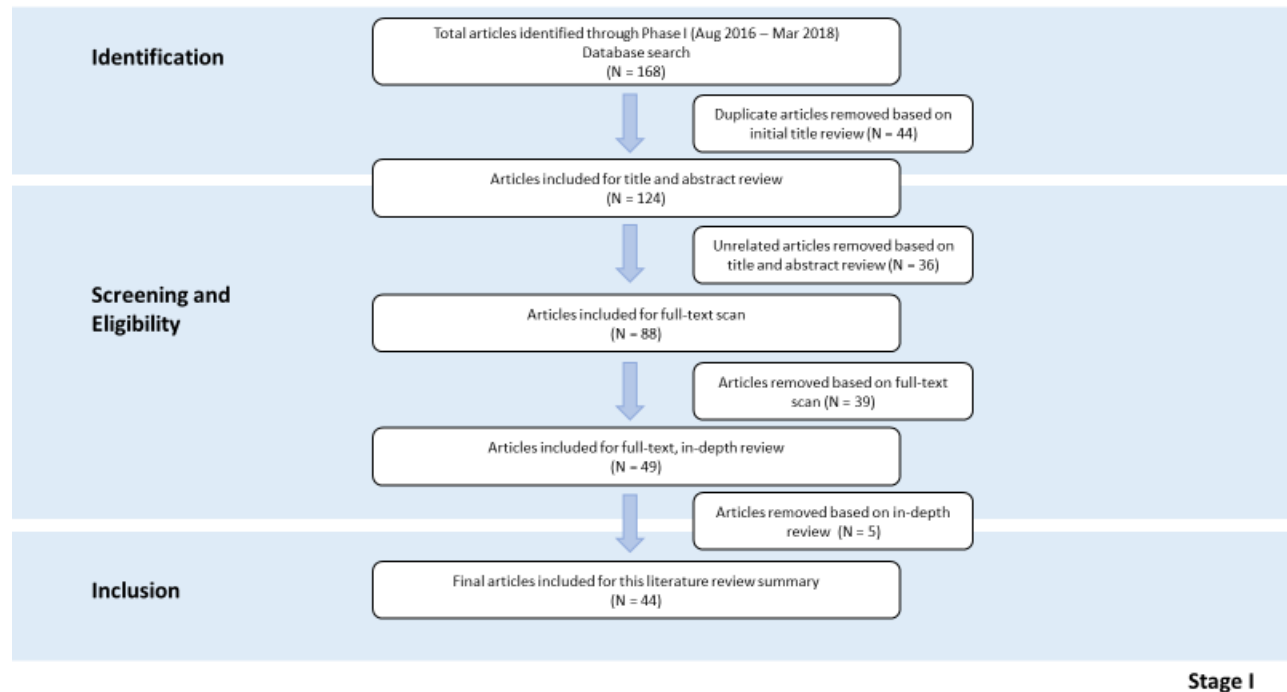 Identification
Total articles identified through Phase I (Aug 2016 – Mar 2018)
Database search
(N = 168)
Duplicate articles removed based on
initial title review (N = 44)
Articles included for title and abstract review
(N = 124)
Unrelated articles removed based on
title and abstract review (N = 36)
Screening and
Eligibility
Articles included for full-text scan
(N = 88)
Articles removed based on full-text
scan (N = 39)
Articles included for full-text, in-depth review
(N = 49)
Articles removed based on in-depth
review (N = 5)
Inclusion
Final articles included for this literature review summary
(N = 44)
Stage I